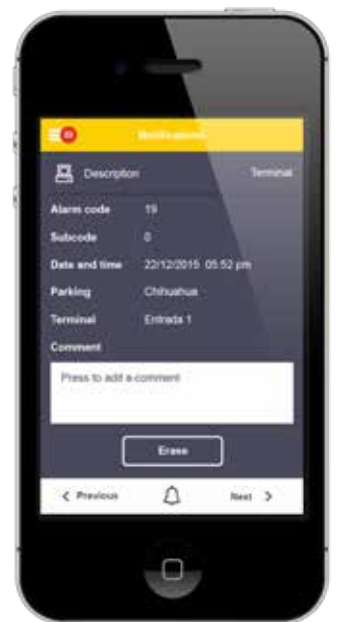 Notifications
Description Terminal
Alarm code 19
Subcode 0
Date and time 22/12/2015 05:52 pm
Parking Chihuahua
Terminal Entrada 1
Comment
Press to add a comment
Erase
Previous Next